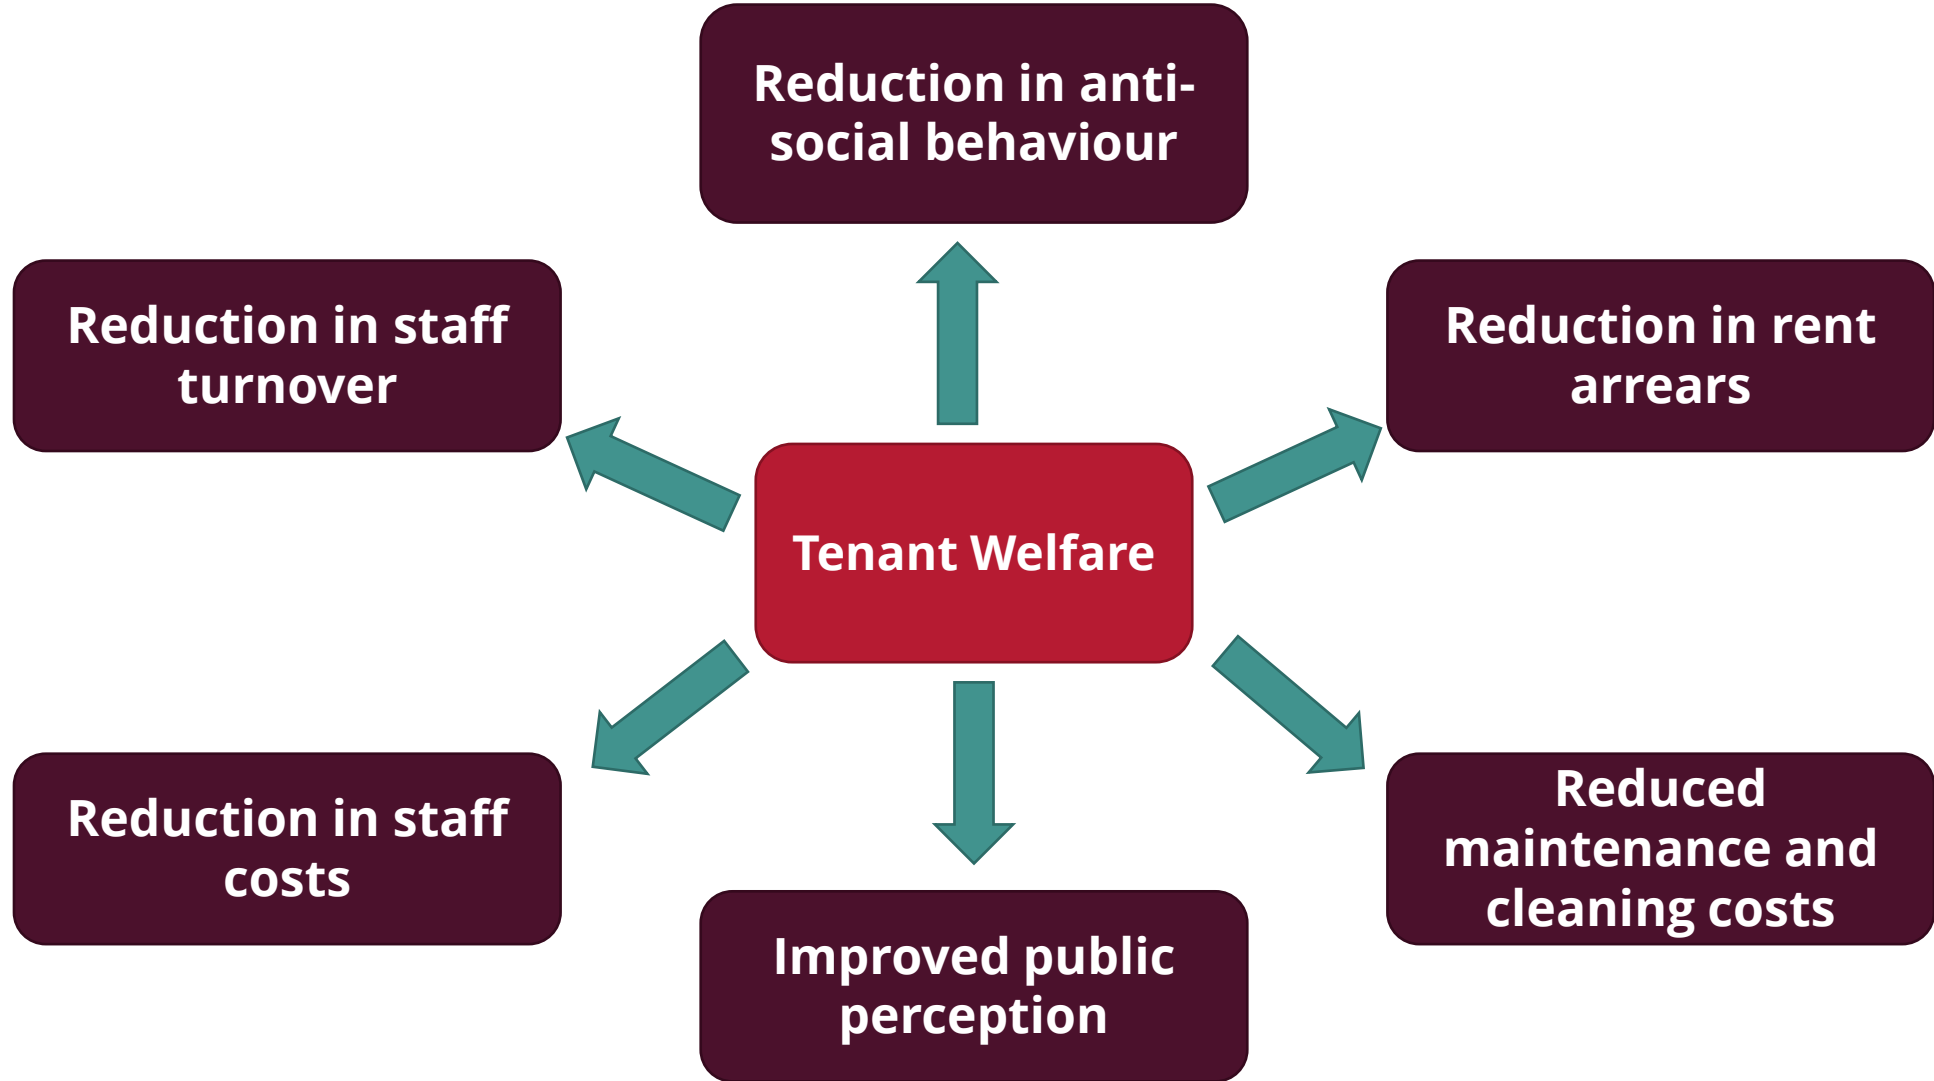 Reduction in anti-
social behaviour
Reduction in staff
turnover
Reduction in rent
arrears
Tenant Welfare
Reduction in staff
costs
Reduced
maintenance and
cleaning costs
Improved public
perception